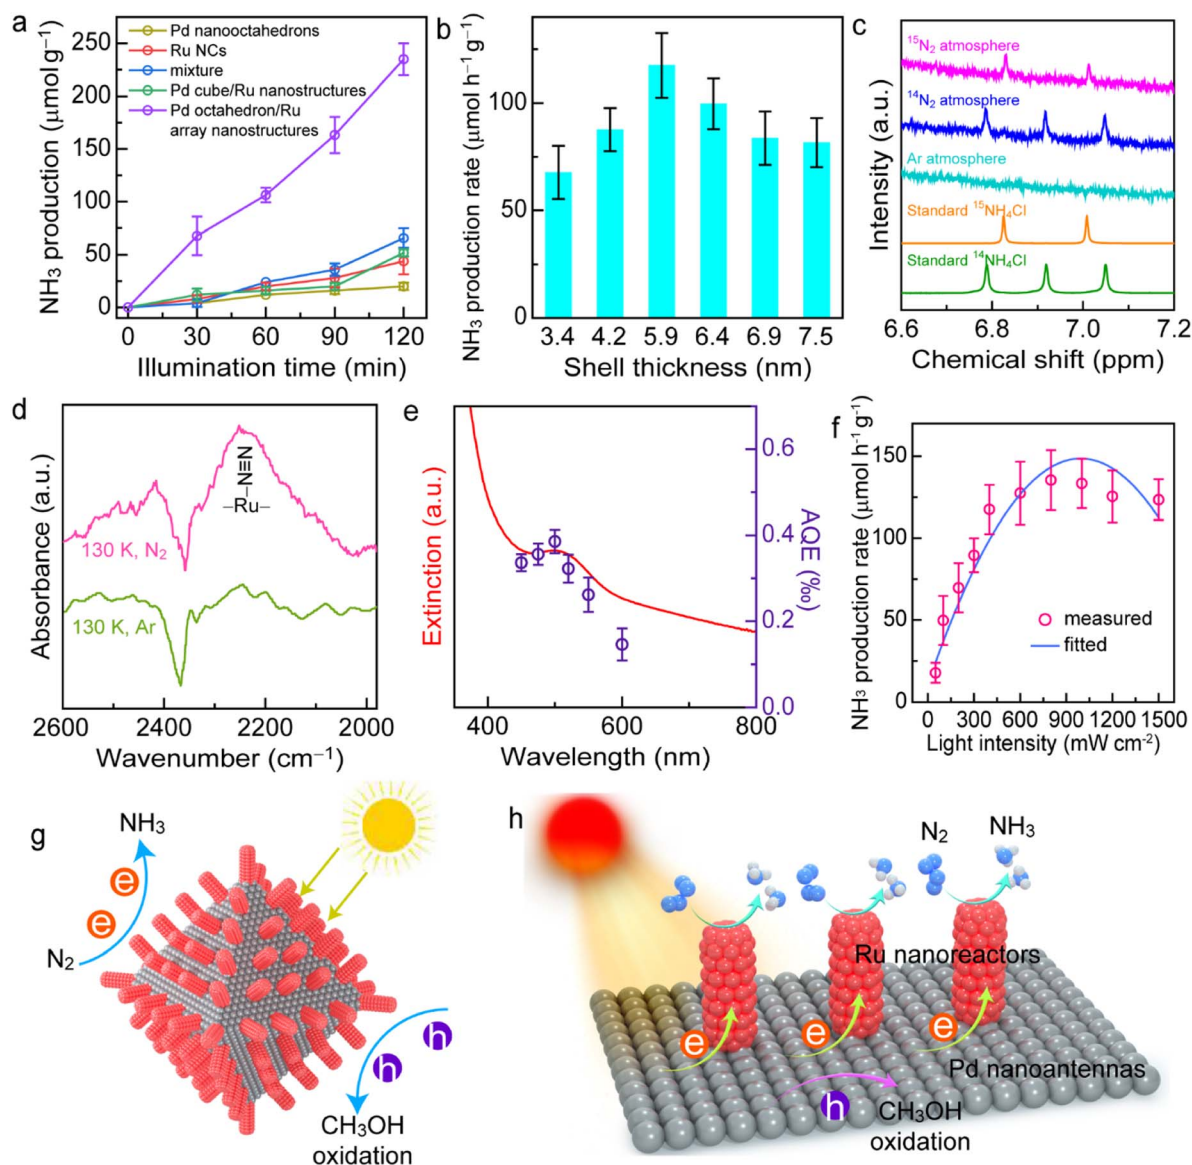 a
NH₃ production (μmol g⁻¹)
250
200
150
100
50
0
Pd nanooctahedrons
Ru NCs
mixture
Pd cube/Ru nanostructures
Pd octahedron/Ru
array nanostructures
0 30 60 90 120
Illumination time (min)
b
NH₃ production rate (μmol h⁻¹ g⁻¹)
100
50
0
3.4 4.2 5.9 6.4 6.9 7.5
Shell thickness (nm)
c
Intensity (a.u.)
¹⁵N₂ atmosphere
¹⁴N₂ atmosphere
Ar atmosphere
Standard ¹⁵NH₄Cl
Standard ¹⁴NH₄Cl
6.6 6.8 7.0 7.2
Chemical shift (ppm)
d
Absorbance (a.u.)
–Ru–N≡N
130 K, N₂
130 K, Ar
2600 2400 2200 2000
Wavenumber (cm⁻¹)
e
Extinction (a.u.)
0.6
0.4
0.2
0.0
AQE (‰)
400 600 800
Wavelength (nm)
f
NH₃ production rate (μmol h⁻¹ g⁻¹)
150
100
50
0
measured
fitted
0 300 600 900 1200 1500
Light intensity (mW cm⁻²)
g
NH₃
e
e
N₂
h
h
CH₃OH
oxidation
h
N₂ NH₃
Ru nanoreactors
e e e
Pd nanoantennas
h
CH₃OH
oxidation